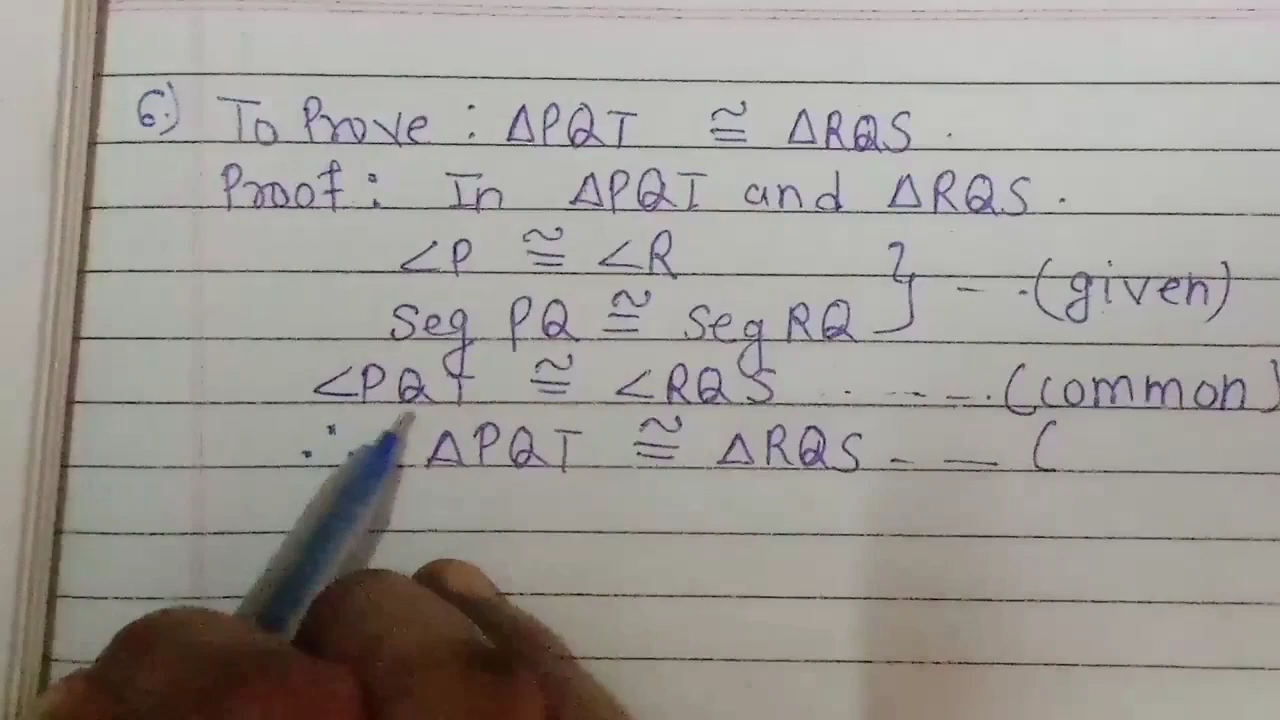 6.) To Prove : ΔPQT ≅ ΔRQS .
Proof : In ΔPQT and ΔRQS .
∠P ≅ ∠R
seg PQ ≅ seg RQ } - - . (given)
∠PQT ≅ ∠RQS . - - - . (common)
∴ ΔPQT ≅ ΔRQS - — (